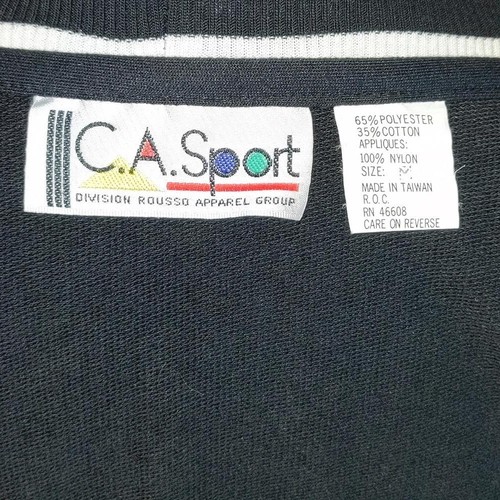 C.A. Sport
DIVISION ROUSSO APPAREL GROUP
65% POLYESTER
35% COTTON
APPLIQUES:
100% NYLON
SIZE: M
MADE IN TAIWAN
R.O.C.
RN 46608
CARE ON REVERSE